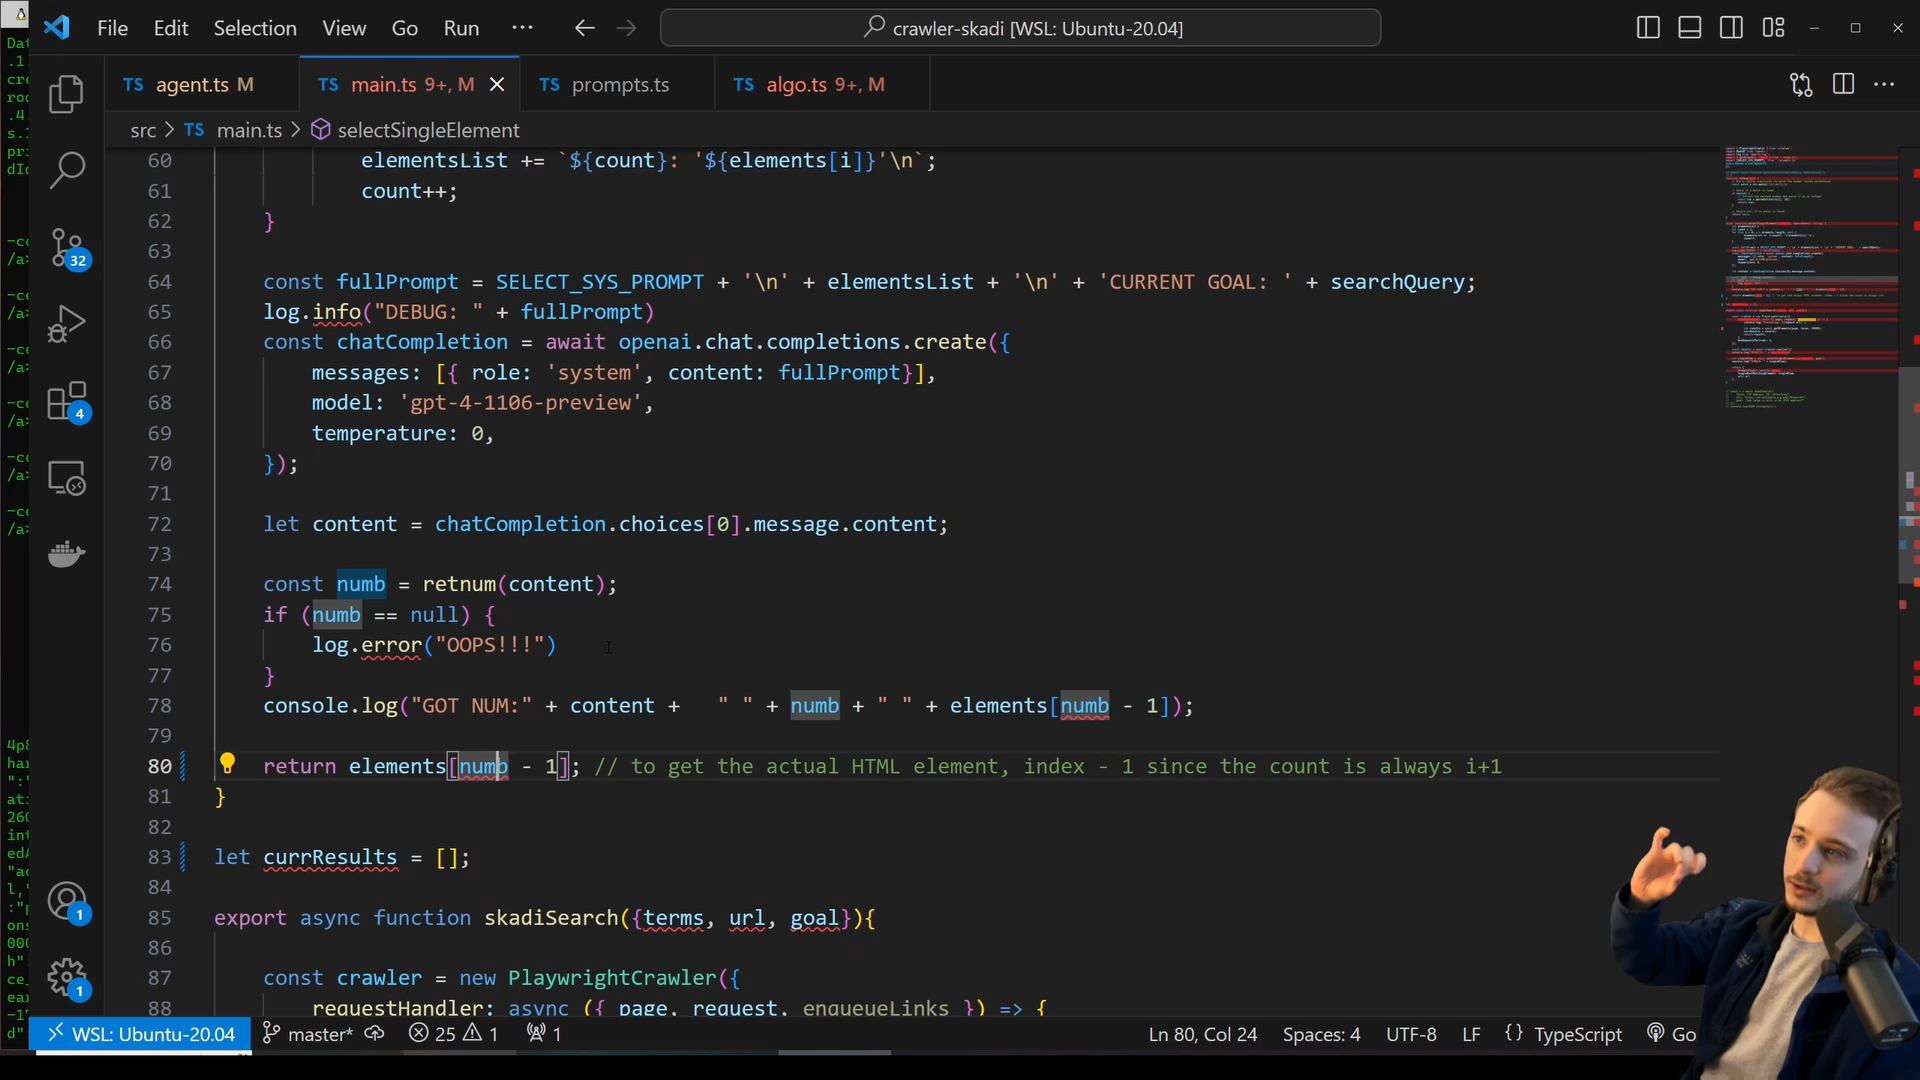 File Edit Selection View Go Run ··· crawler-skadi [WSL: Ubuntu-20.04]
TS agent.ts M TS main.ts 9+, M TS prompts.ts TS algo.ts 9+, M
src > TS main.ts > selectSingleElement
60 elementsList += `${count}: '${elements[i]}'\n`;
61 count++;
62 }
63
64 const fullPrompt = SELECT_SYS_PROMPT + '\n' + elementsList + '\n' + 'CURRENT GOAL: ' + searchQuery;
65 log.info("DEBUG: " + fullPrompt)
66 const chatCompletion = await openai.chat.completions.create({
67 messages: [{ role: 'system', content: fullPrompt}],
68 model: 'gpt-4-1106-preview',
69 temperature: 0,
70 });
71
72 let content = chatCompletion.choices[0].message.content;
73
74 const numb = retnum(content);
75 if (numb == null) {
76 log.error("OOPS!!!")
77 }
78 console.log("GOT NUM:" + content +   " " + numb + " " + elements[numb - 1]);
79
80 return elements[numb - 1]; // to get the actual HTML element, index - 1 since the count is always i+1
81 }
82
83 let currResults = [];
84
85 export async function skadiSearch({terms, url, goal}){
86
87 const crawler = new PlaywrightCrawler({
88 requestHandler: async ({ page, request, enqueueLinks }) => {
32
4
1
1
WSL: Ubuntu-20.04 master* 25 1 1 Ln 80, Col 24 Spaces: 4 UTF-8 LF {} TypeScript Go